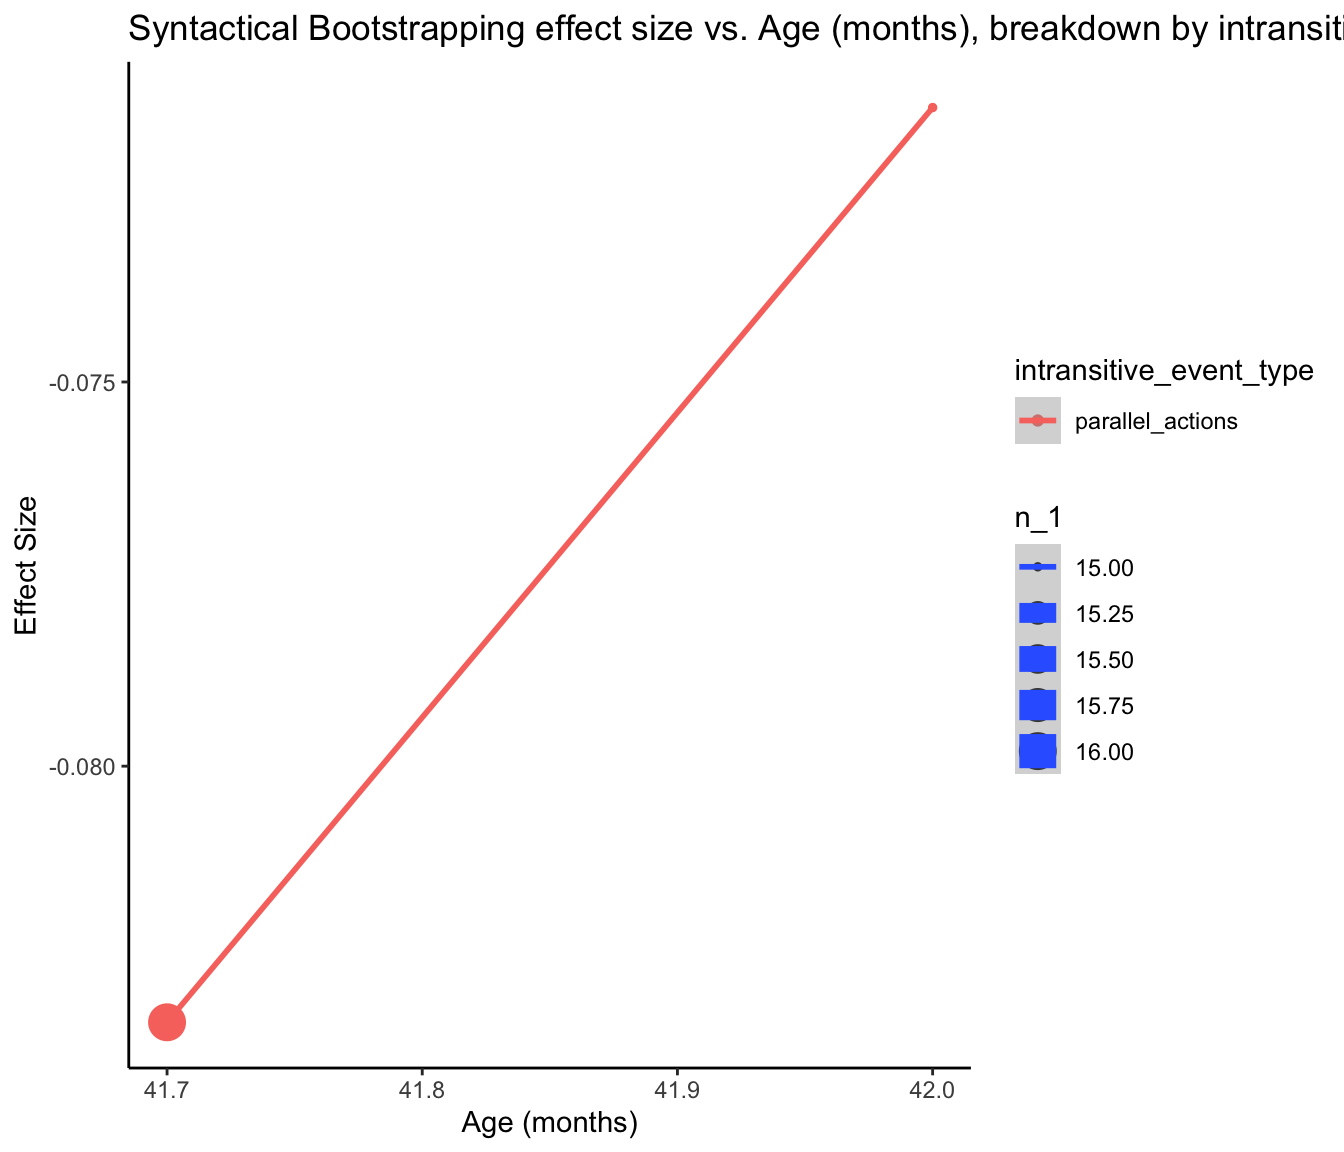 Syntactical Bootstrapping effect size vs. Age (months), breakdown by intransiti
-0.075
-0.080
Effect Size
41.7
41.8
41.9
42.0
Age (months)
intransitive_event_type
parallel_actions
n_1
15.00
15.25
15.50
15.75
16.00